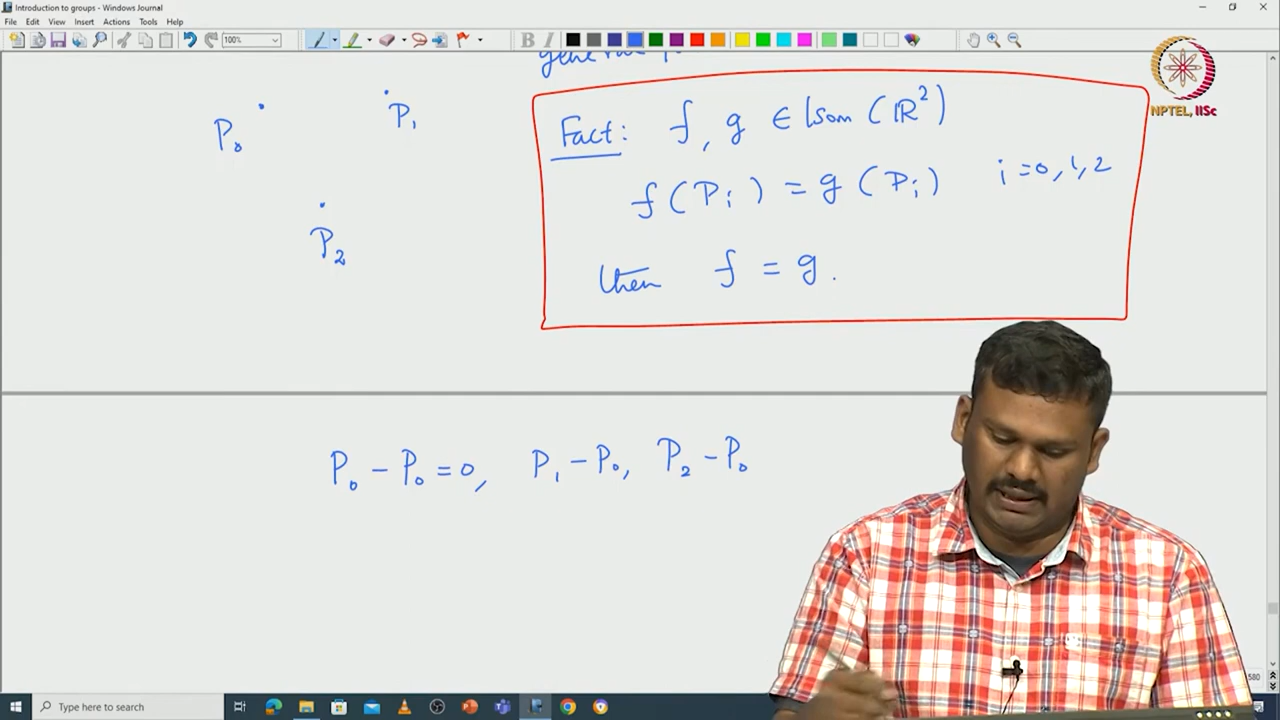 Introduction to groups - Windows Journal
File Edit View Insert Actions Tools Help
100%
B I
NPTEL, IISc
P₀ P₁
P₂
Fact: f, g ∈ Isom (ℝ²)
f(Pᵢ) = g(Pᵢ) i = 0, 1, 2
then f = g.
P₀ - P₀ = 0, P₁ - P₀, P₂ - P₀
580
Type here to search